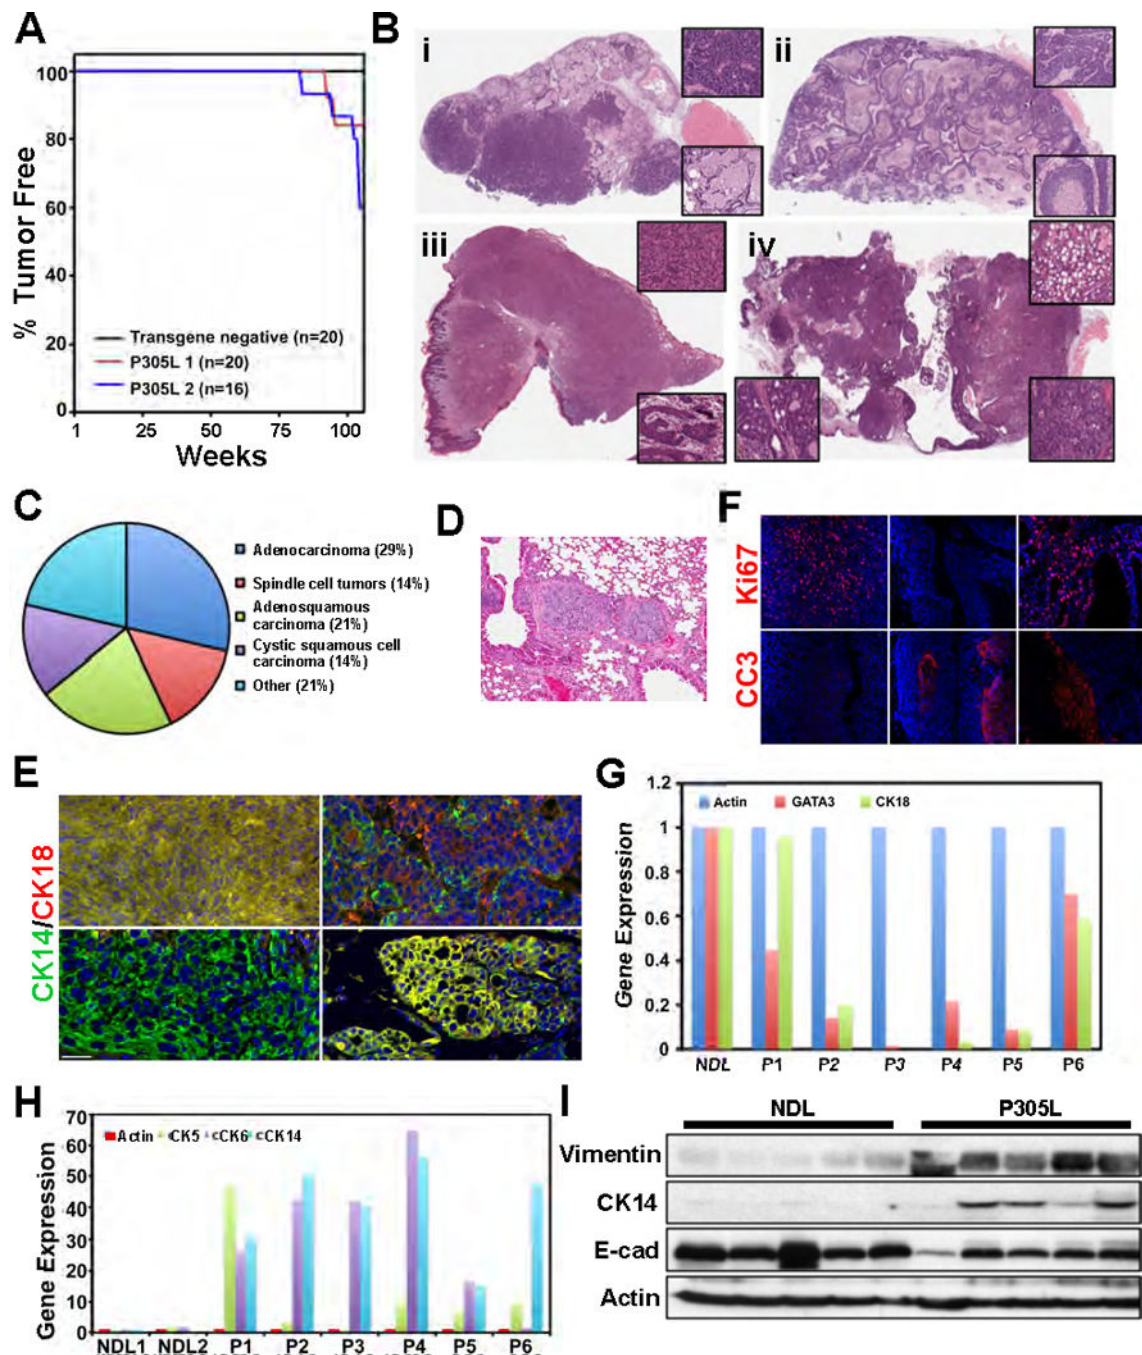 A
100
80
60
40
20
0
% Tumor Free
Transgene negative (n=20)
P305L 1 (n=20)
P305L 2 (n=16)
1
25
50
75
100
Weeks
B
i
ii
iii
iv
C
Adenocarcinoma (29%)
Spindle cell tumors (14%)
Adenosquamous
carcinoma (21%)
Cystic squamous cell
carcinoma (14%)
Other (21%)
D
F
Ki67
CC3
E
CK14/CK18
G
1.2
1
0.8
0.6
0.4
0.2
0
Gene Expression
Actin
GATA3
CK18
NDL
P1
P2
P3
P4
P5
P6
H
70
60
50
40
30
20
10
0
Gene Expression
Actin
CK5
cCK6
cCK14
NDL1
NDL2
P1
P2
P3
P4
P5
P6
I
NDL
P305L
Vimentin
CK14
E-cad
Actin